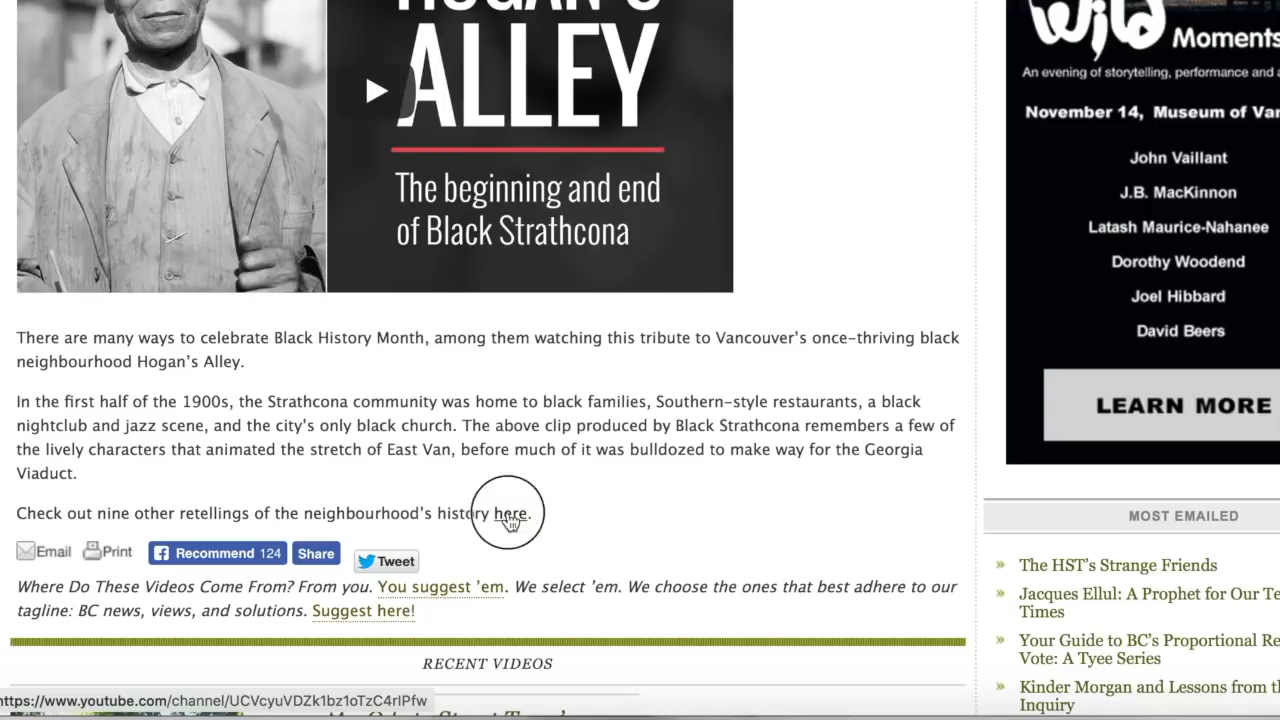 ALLEY
The beginning and end
of Black Strathcona
There are many ways to celebrate Black History Month, among them watching this tribute to Vancouver's once-thriving black
neighbourhood Hogan's Alley.
In the first half of the 1900s, the Strathcona community was home to black families, Southern-style restaurants, a black
nightclub and jazz scene, and the city's only black church. The above clip produced by Black Strathcona remembers a few of
the lively characters that animated the stretch of East Van, before much of it was bulldozed to make way for the Georgia
Viaduct.
Check out nine other retellings of the neighbourhood's history here.
Email Print Recommend 124 Share Tweet
Where Do These Videos Come From? From you. You suggest 'em. We select 'em. We choose the ones that best adhere to our
tagline: BC news, views, and solutions. Suggest here!
RECENT VIDEOS
https://www.youtube.com/channel/UCVcyuVDZk1bz1oTzC4rIPfw
Wild Moments
An evening of storytelling, performance and
November 14, Museum of
John Vaillant
J.B. MacKinnon
Latash Maurice-Nahanee
Dorothy Woodend
Joel Hibbard
David Beers
LEARN MORE
MOST EMAILED
» The HST's Strange Friends
» Jacques Ellul: A Prophet for Our
Times
» Your Guide to BC's Proportional
Vote: A Tyee Series
» Kinder Morgan and Lessons from
Inquiry